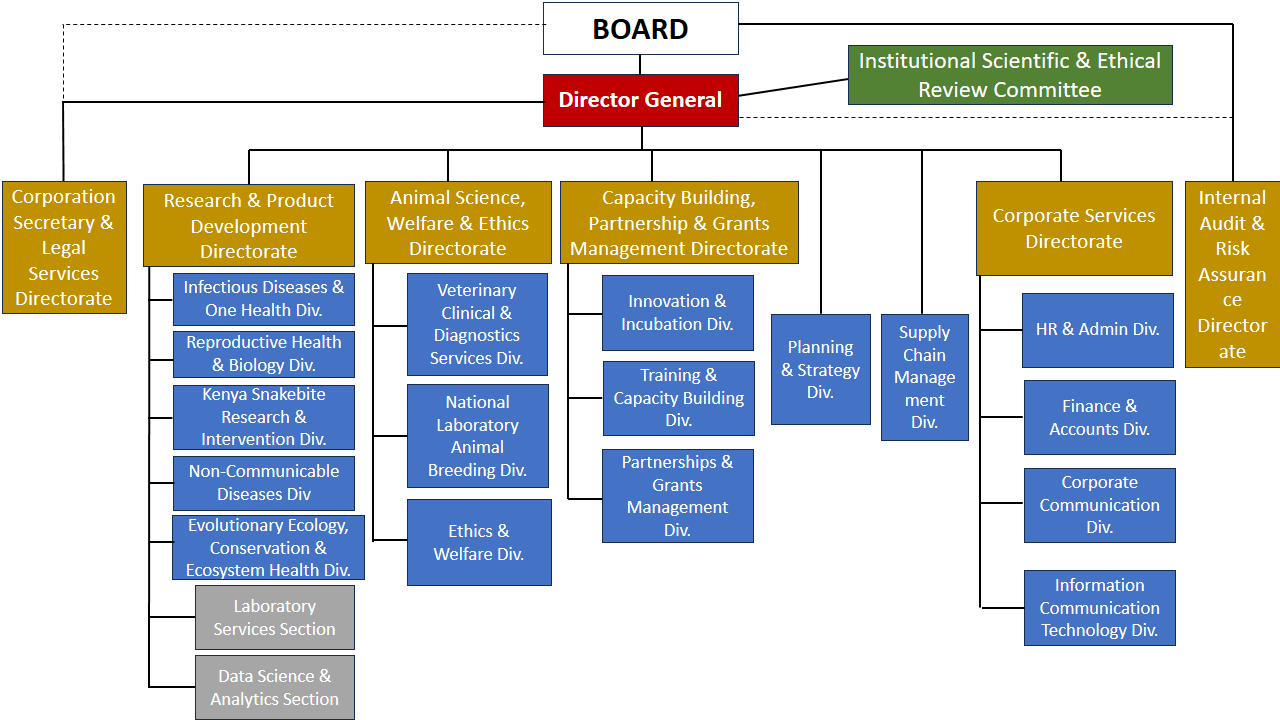 BOARD
Institutional Scientific & Ethical
Review Committee
Director General
Corporation
Secretary &
Legal
Services
Directorate
Research & Product
Development
Directorate
Animal Science,
Welfare & Ethics
Directorate
Capacity Building,
Partnership & Grants
Management Directorate
Corporate Services
Directorate
Internal
Audit &
Risk
Assuran
ce
Director
ate
Infectious Diseases &
One Health Div.
Reproductive Health
& Biology Div.
Kenya Snakebite
Research &
Intervention Div.
Non-Communicable
Diseases Div
Evolutionary Ecology,
Conservation &
Ecosystem Health Div.
Laboratory
Services Section
Data Science &
Analytics Section
Veterinary
Clinical &
Diagnostics
Services Div.
National
Laboratory
Animal
Breeding Div.
Ethics &
Welfare Div.
Innovation &
Incubation Div.
Training &
Capacity Building
Div.
Partnerships &
Grants
Management
Div.
Planning
& Strategy
Div.
Supply
Chain
Manage
ment
Div.
HR & Admin Div.
Finance &
Accounts Div.
Corporate
Communication
Div.
Information
Communication
Technology Div.